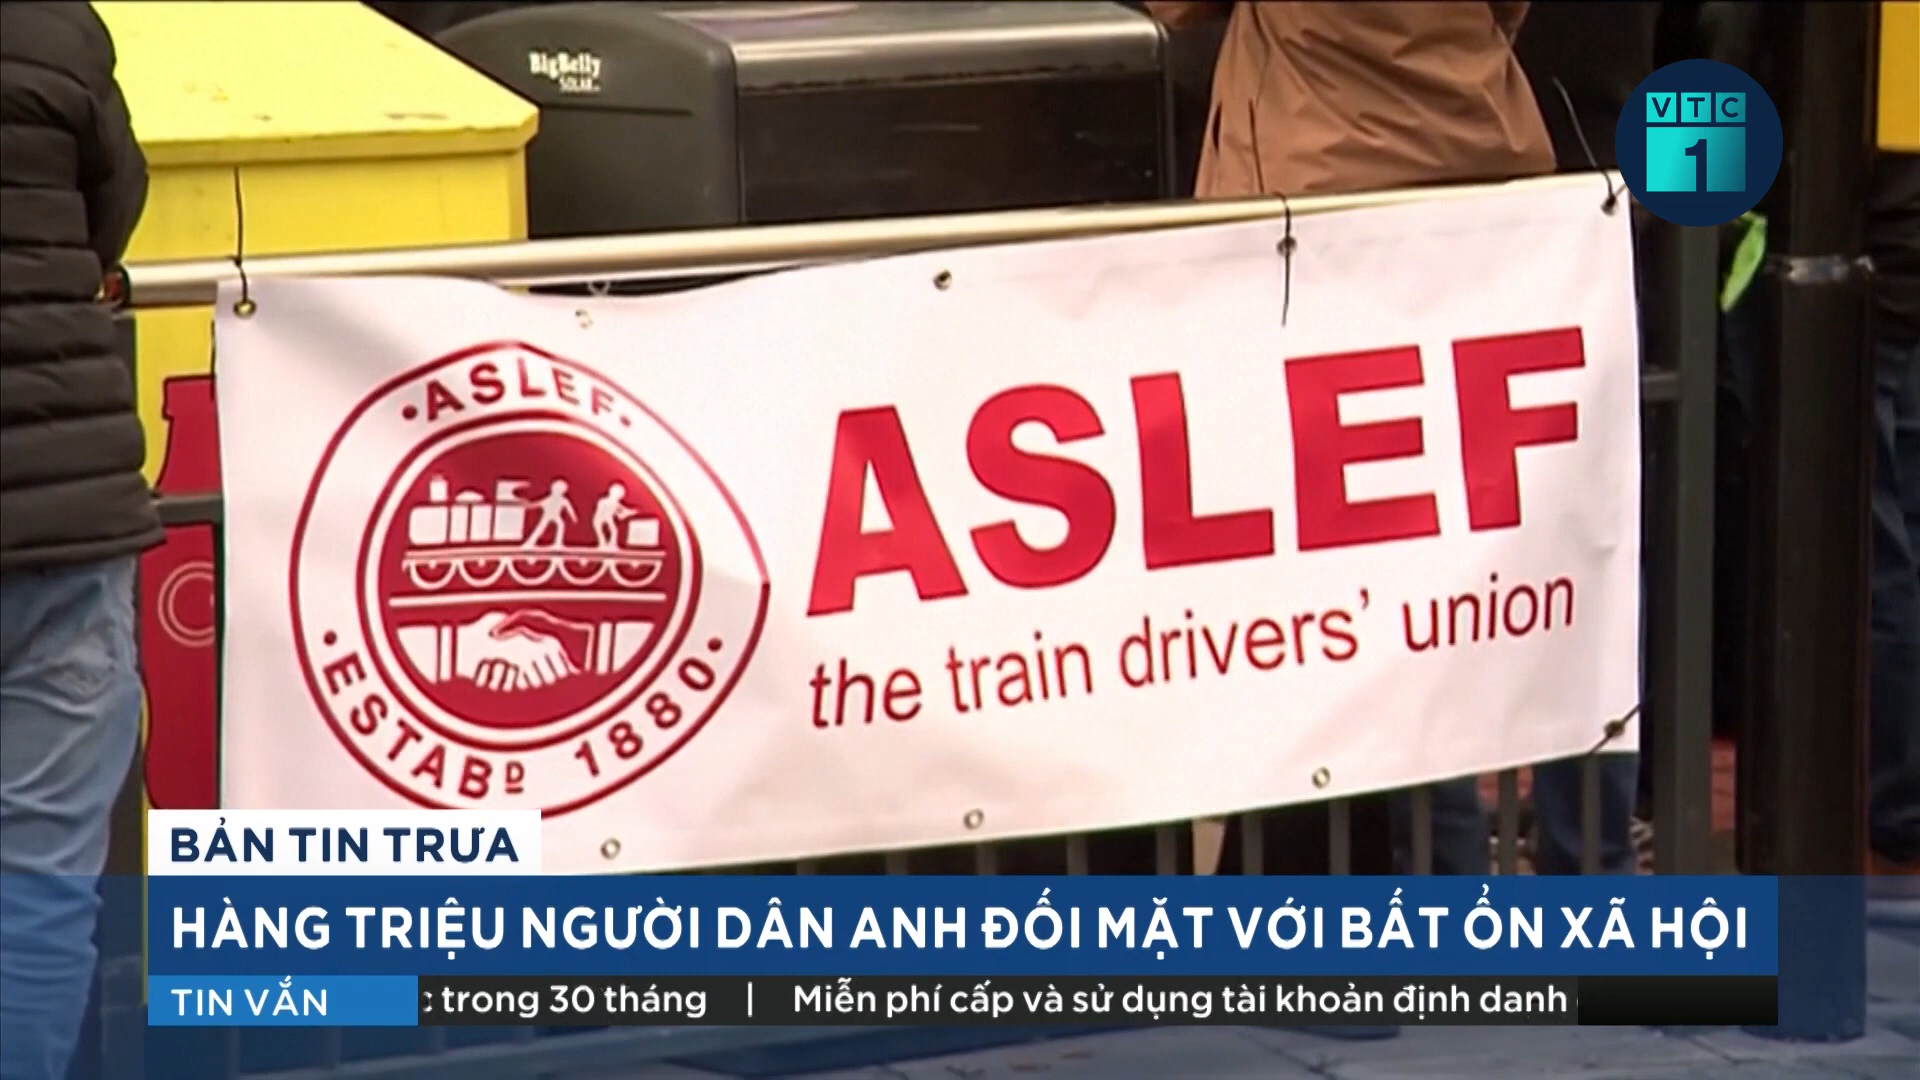 BigBelly
SOLAR
VTC
1
·ASLEF·
·ESTABD 1880·
ASLEF
the train drivers' union
BẢN TIN TRƯA
HÀNG TRIỆU NGƯỜI DÂN ANH ĐỐI MẶT VỚI BẤT ỔN XÃ HỘI
TIN VẮN
trong 30 tháng | Miễn phí cấp và sử dụng tài khoản định danh